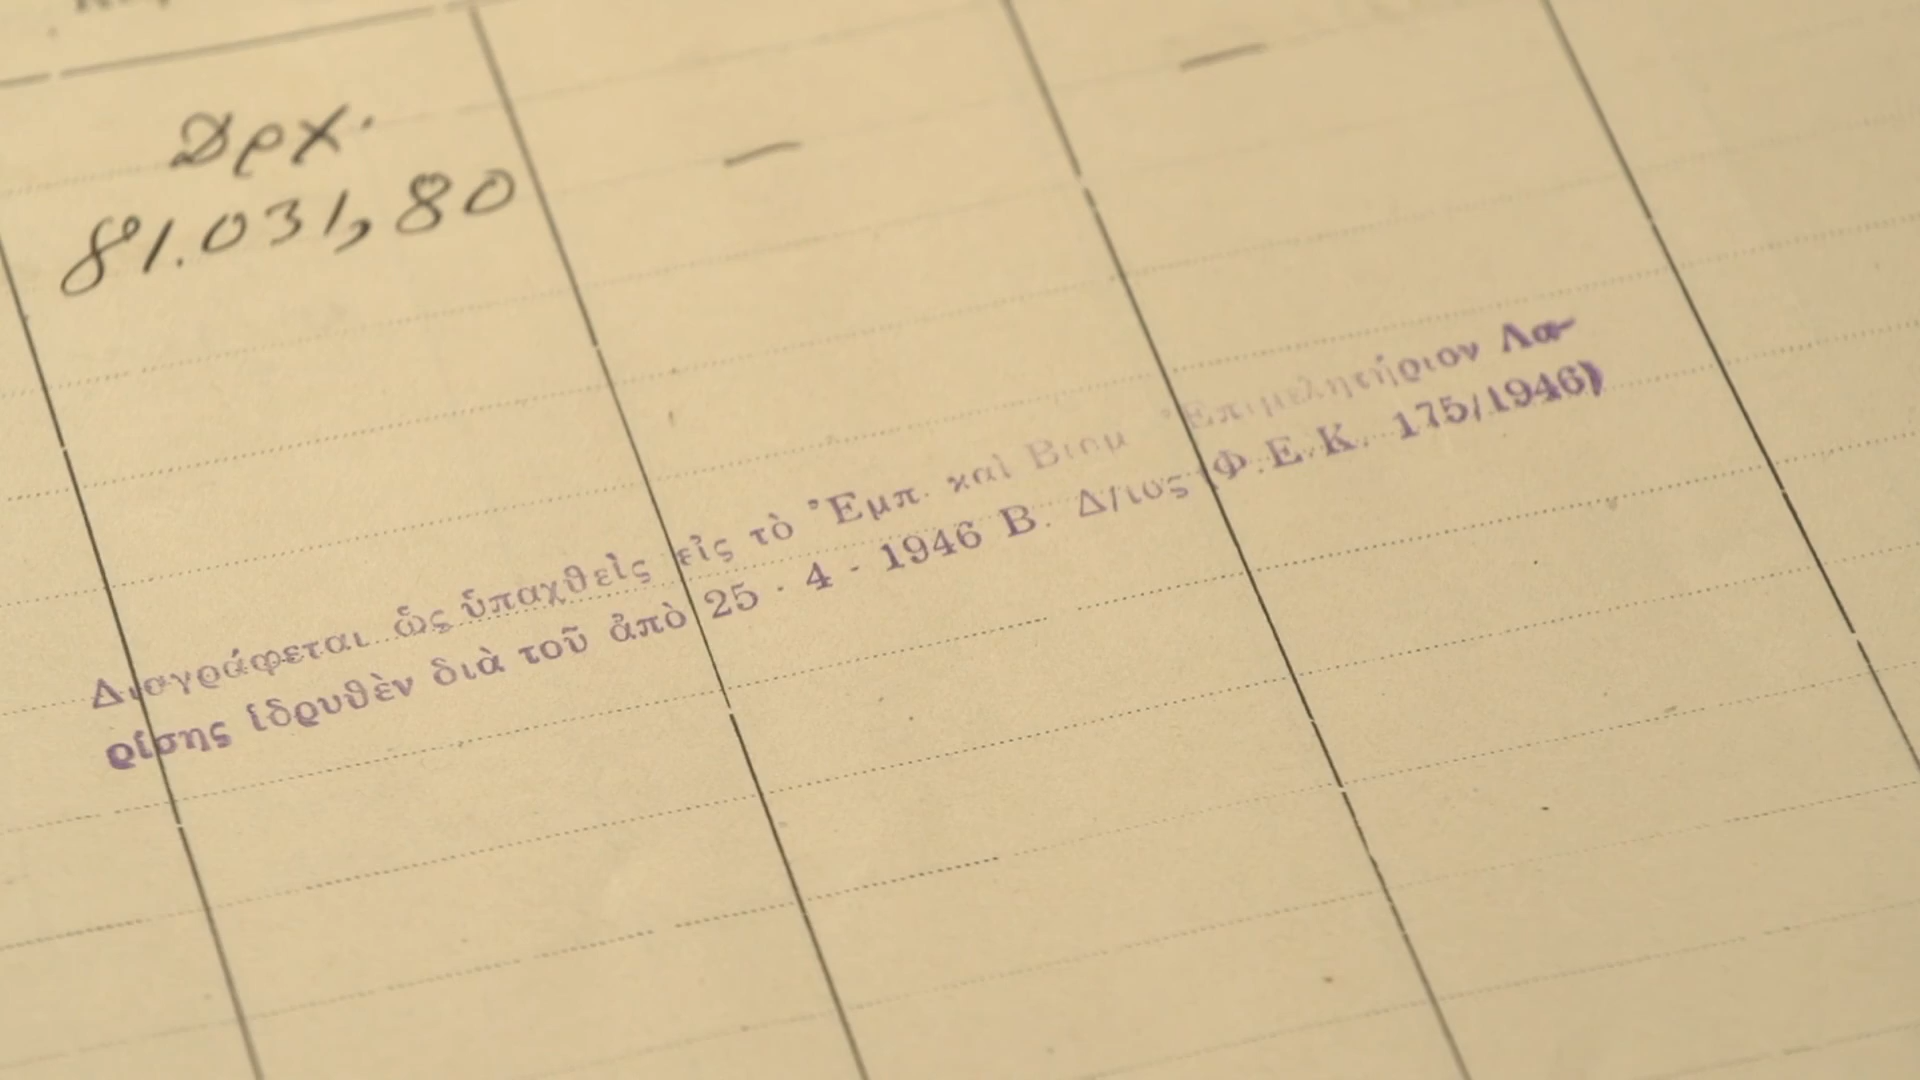 Δρχ.
81.031,80
Διαγράφεται ὡς ὑπαχθεὶς εἰς τὸ Ἐμπ. καὶ Βιομ Ἐπιμελητήριον Λα-
ρίσης ἱδρυθὲν διὰ τοῦ ἀπὸ 25 - 4 - 1946 Β. Δ/τος (Φ.Ε.Κ. 175/1946)